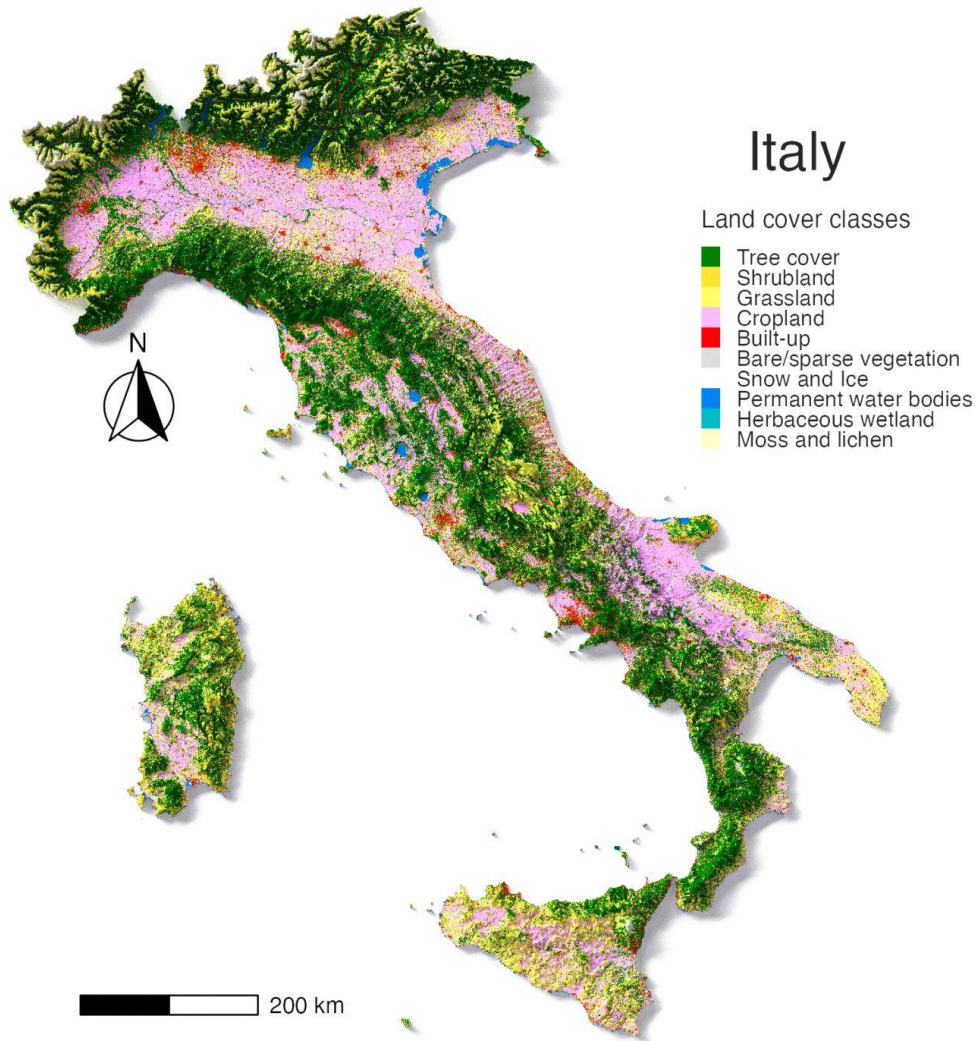 Italy
Land cover classes
Tree cover
Shrubland
Grassland
Cropland
Built-up
Bare/sparse vegetation
Snow and Ice
Permanent water bodies
Herbaceous wetland
Moss and lichen
N
200 km